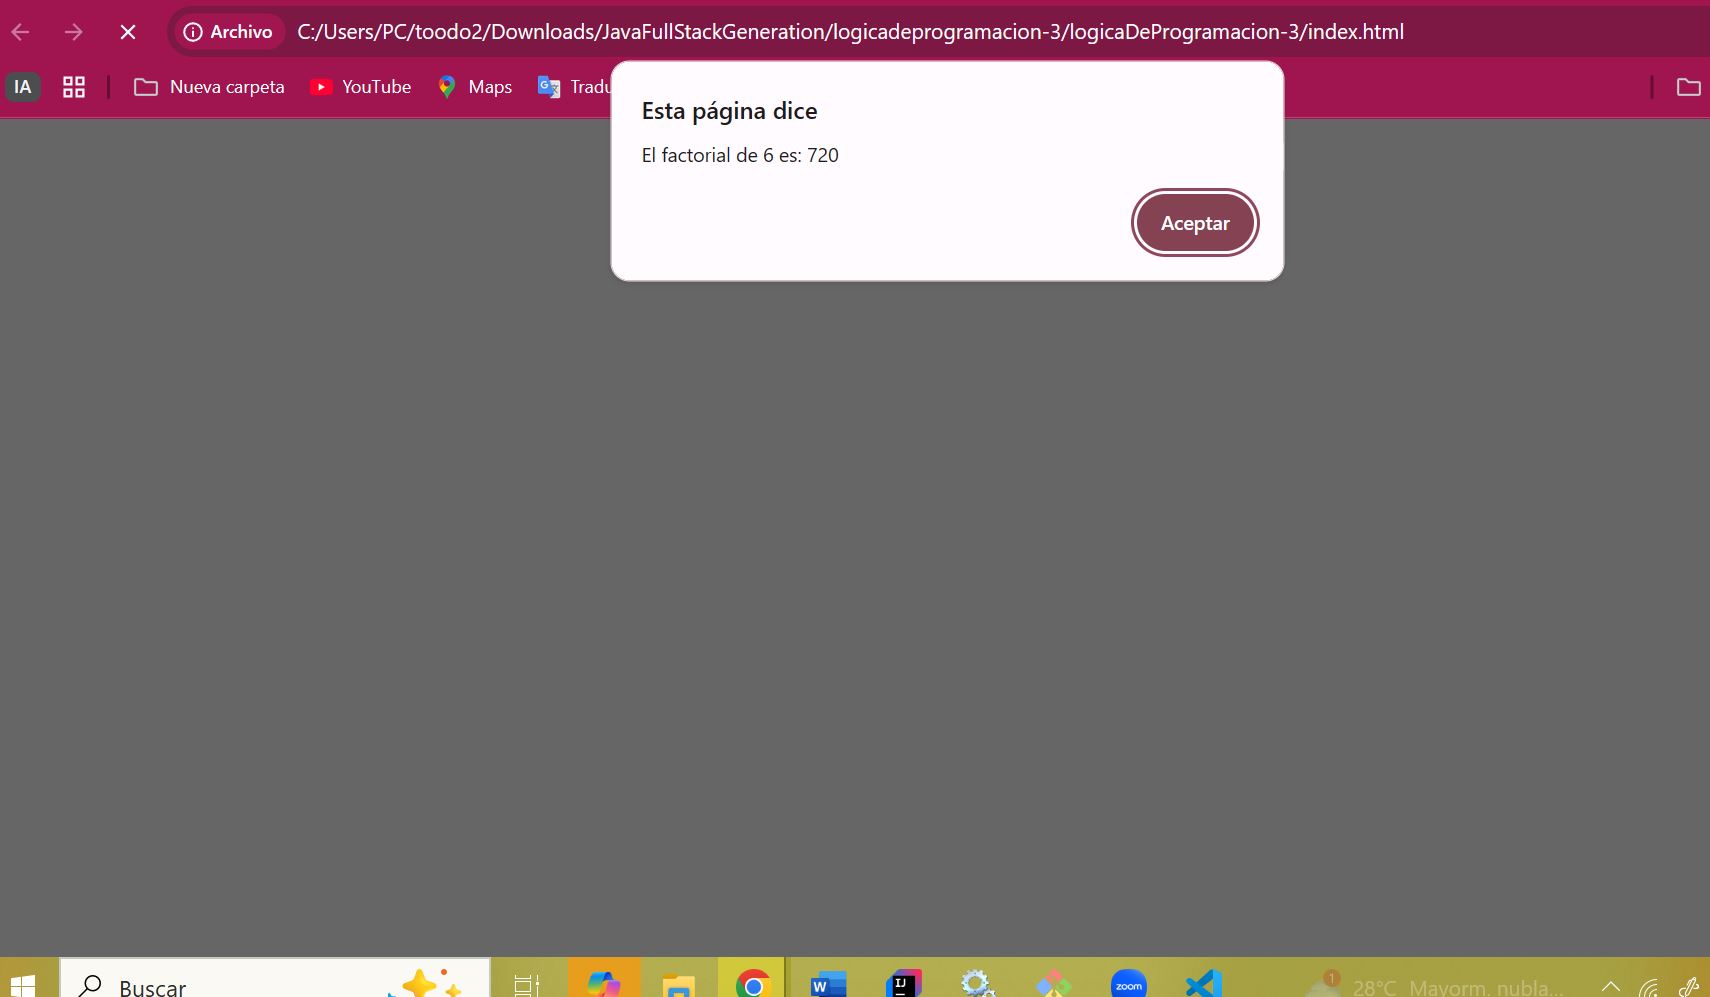 Archivo C:/Users/PC/toodo2/Downloads/JavaFullStackGeneration/logicadeprogramacion-3/logicaDeProgramacion-3/index.html
IA Nueva carpeta YouTube Maps Tradu
Esta página dice
El factorial de 6 es: 720
Aceptar
Buscar W IJ zoom 1 28°C Mayorm. nubla...